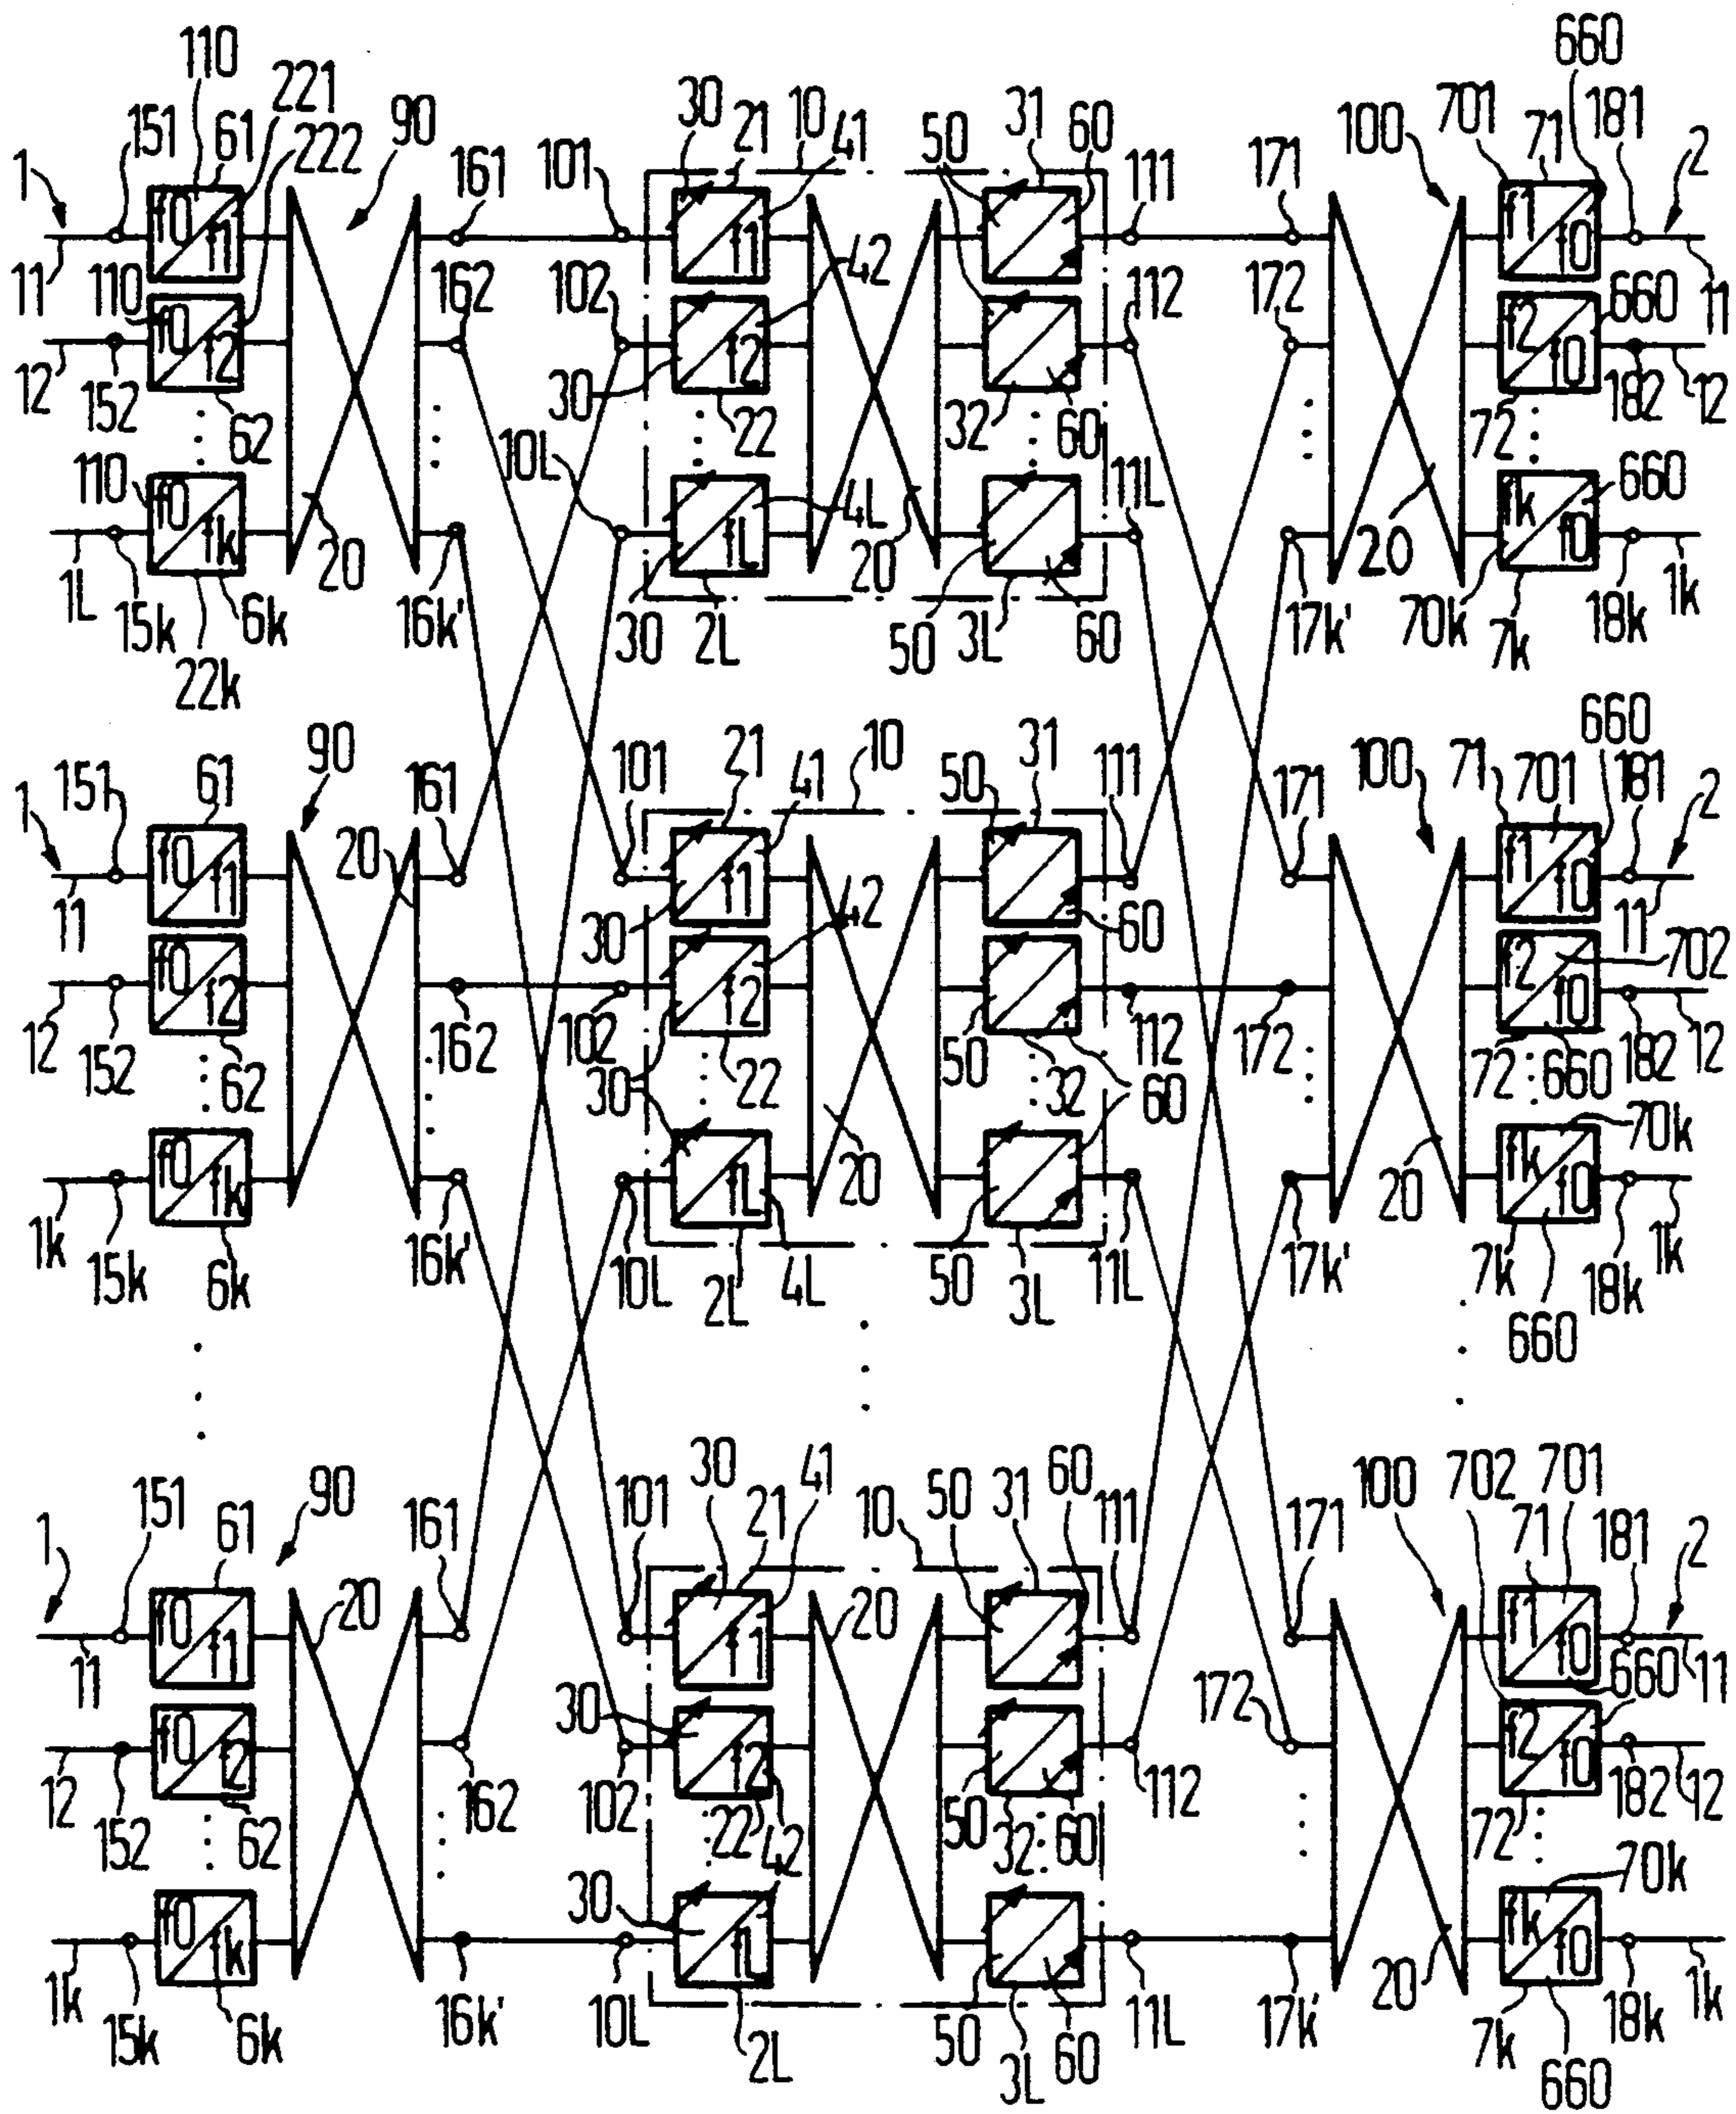 110 660
221
61 30 21 10 41 50 31 60 701 71 181
151 222 90 161 101 111 171 100 2
1
f0 f1 f1 f1 f0
11 110 162 102 42 112 172 660 11
f0 f2 f2 f2 f0
12 152 30 22 32 60 72 182 12
110 62 10L 4L 11L 660
f0 fk fL fk f0
1L 20 20 20
15k 6k 16k' 30 2L 50 3L 60 17k' 70k 7k 18k 1k
22k
10 660
61 90 161 101 21 41 50 31 111 171 100 71 701 181
1 151 2
f0 f1 20 f1 f1 f0
11 30 42 60 11 702
f0 f2 f2 f2 f0
12 152 162 102 50 112 172 12
62 30 22 32 60 72 660 182
70k
f0 fk 20 fL 20 fk f0
1k 15k 6k 16k' 10L 2L 4L 50 3L 11L 17k' 7k 18k 1k
660
30 41 60 701
151 61 90 161 101 21 10 50 31 111 171 100 702 71 181
1 2
f0 f1 20 f1 20 f1 f0
11 30 172 660 11
f0 f2 f2 f2 f0
12 152 62 162 102 22 42 50 32 60 112 72 182 12
30 70k
f0 fk fL fk f0
1k 15k 6k 16k' 10L 2L 50 3L 60 11L 17k' 20 7k 18k 1k
660